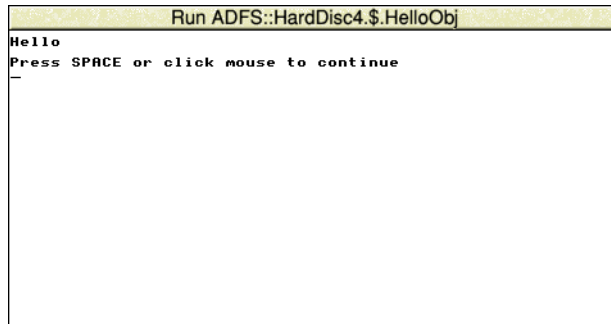 Run ADFS::HardDisc4.$.HelloObj
Hello
Press SPACE or click mouse to continue